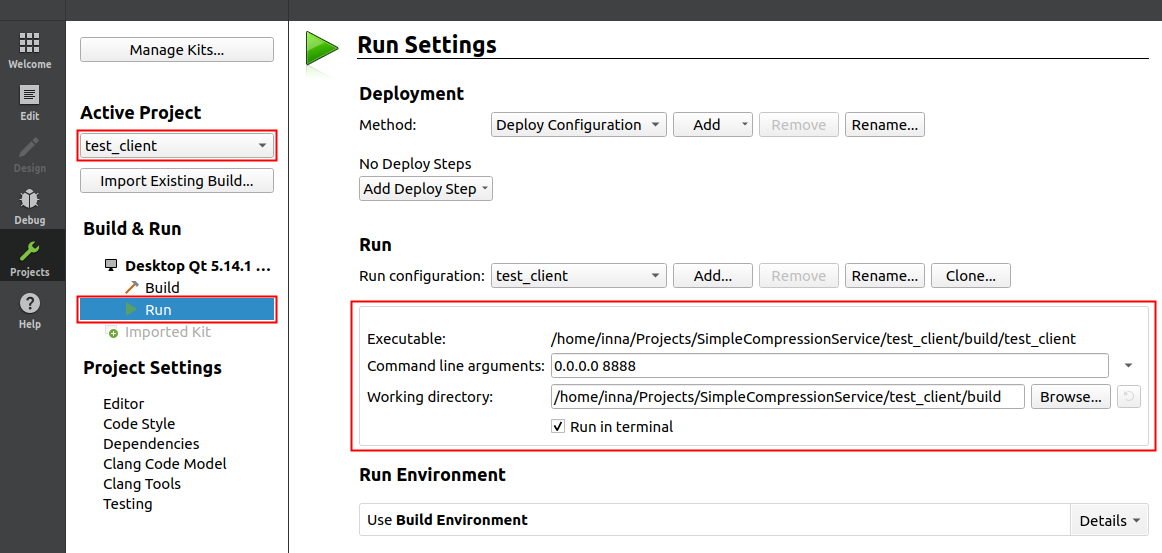 Welcome
Edit
Design
Debug
Projects
Help
Manage Kits...
Active Project
test_client
Import Existing Build...
Build & Run
Desktop Qt 5.14.1 ...
Build
Run
Imported Kit
Project Settings
Editor
Code Style
Dependencies
Clang Code Model
Clang Tools
Testing
Run Settings
Deployment
Method: Deploy Configuration Add Remove Rename...
No Deploy Steps
Add Deploy Step
Run
Run configuration: test_client Add... Remove Rename... Clone...
Executable: /home/inna/Projects/SimpleCompressionService/test_client/build/test_client
Command line arguments: 0.0.0.0 8888
Working directory: /home/inna/Projects/SimpleCompressionService/test_client/build Browse...
Run in terminal
Run Environment
Use Build Environment Details